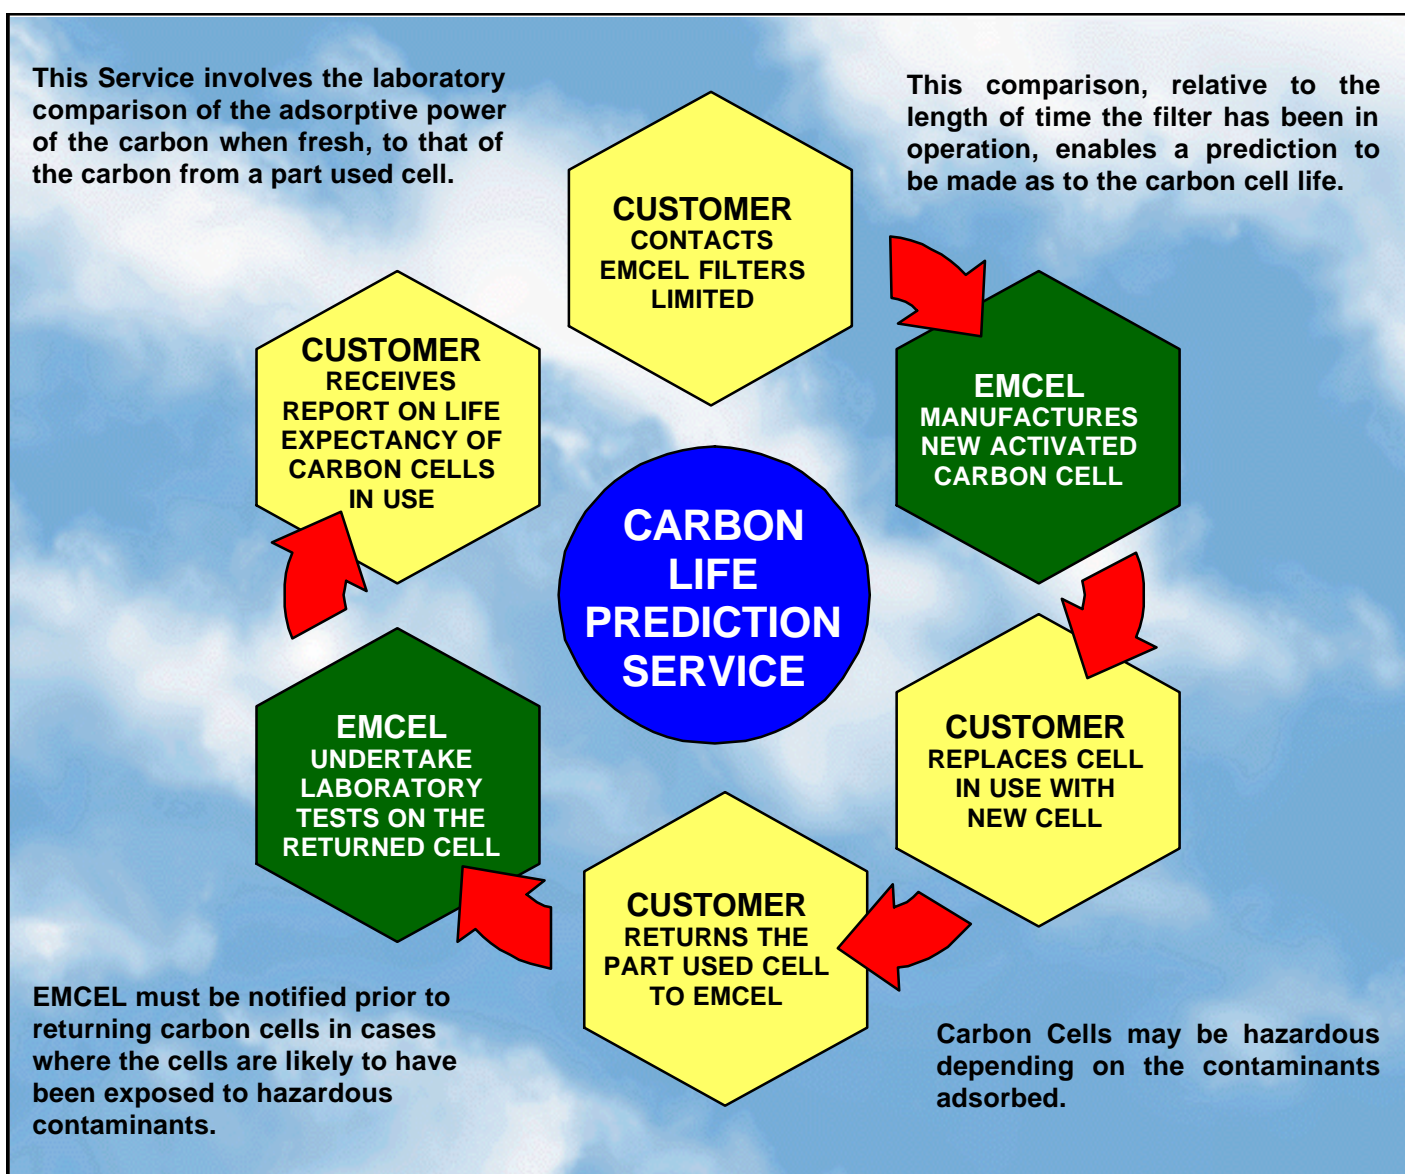 This Service involves the laboratory
comparison of the adsorptive power
of the carbon when fresh, to that of
the carbon from a part used cell.
This comparison, relative to the
length of time the filter has been in
operation, enables a prediction to
be made as to the carbon cell life.
CUSTOMER
CONTACTS
EMCEL FILTERS
LIMITED
EMCEL
MANUFACTURES
NEW ACTIVATED
CARBON CELL
CUSTOMER
REPLACES CELL
IN USE WITH
NEW CELL
CUSTOMER
RETURNS THE
PART USED CELL
TO EMCEL
EMCEL
UNDERTAKE
LABORATORY
TESTS ON THE
RETURNED CELL
CUSTOMER
RECEIVES
REPORT ON LIFE
EXPECTANCY OF
CARBON CELLS
IN USE
CARBON
LIFE
PREDICTION
SERVICE
EMCEL must be notified prior to
returning carbon cells in cases
where the cells are likely to have
been exposed to hazardous
contaminants.
Carbon Cells may be hazardous
depending on the contaminants
adsorbed.